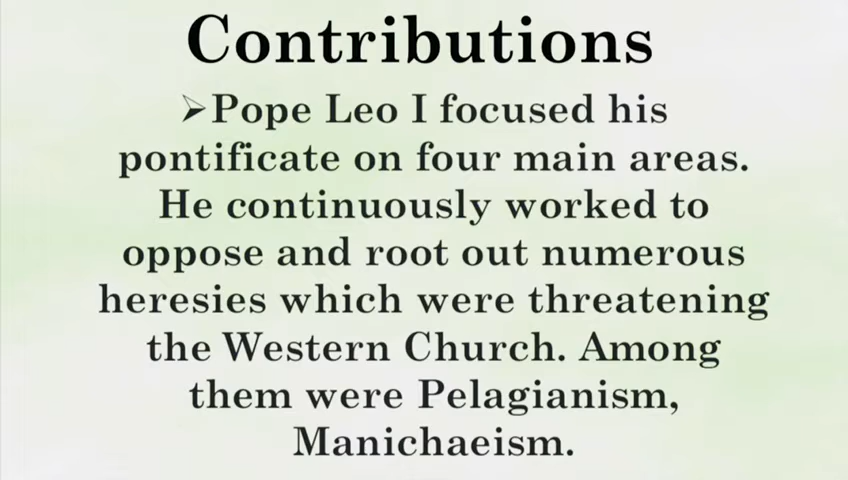 Contributions
➢Pope Leo I focused his
pontificate on four main areas.
He continuously worked to
oppose and root out numerous
heresies which were threatening
the Western Church. Among
them were Pelagianism,
Manichaeism.